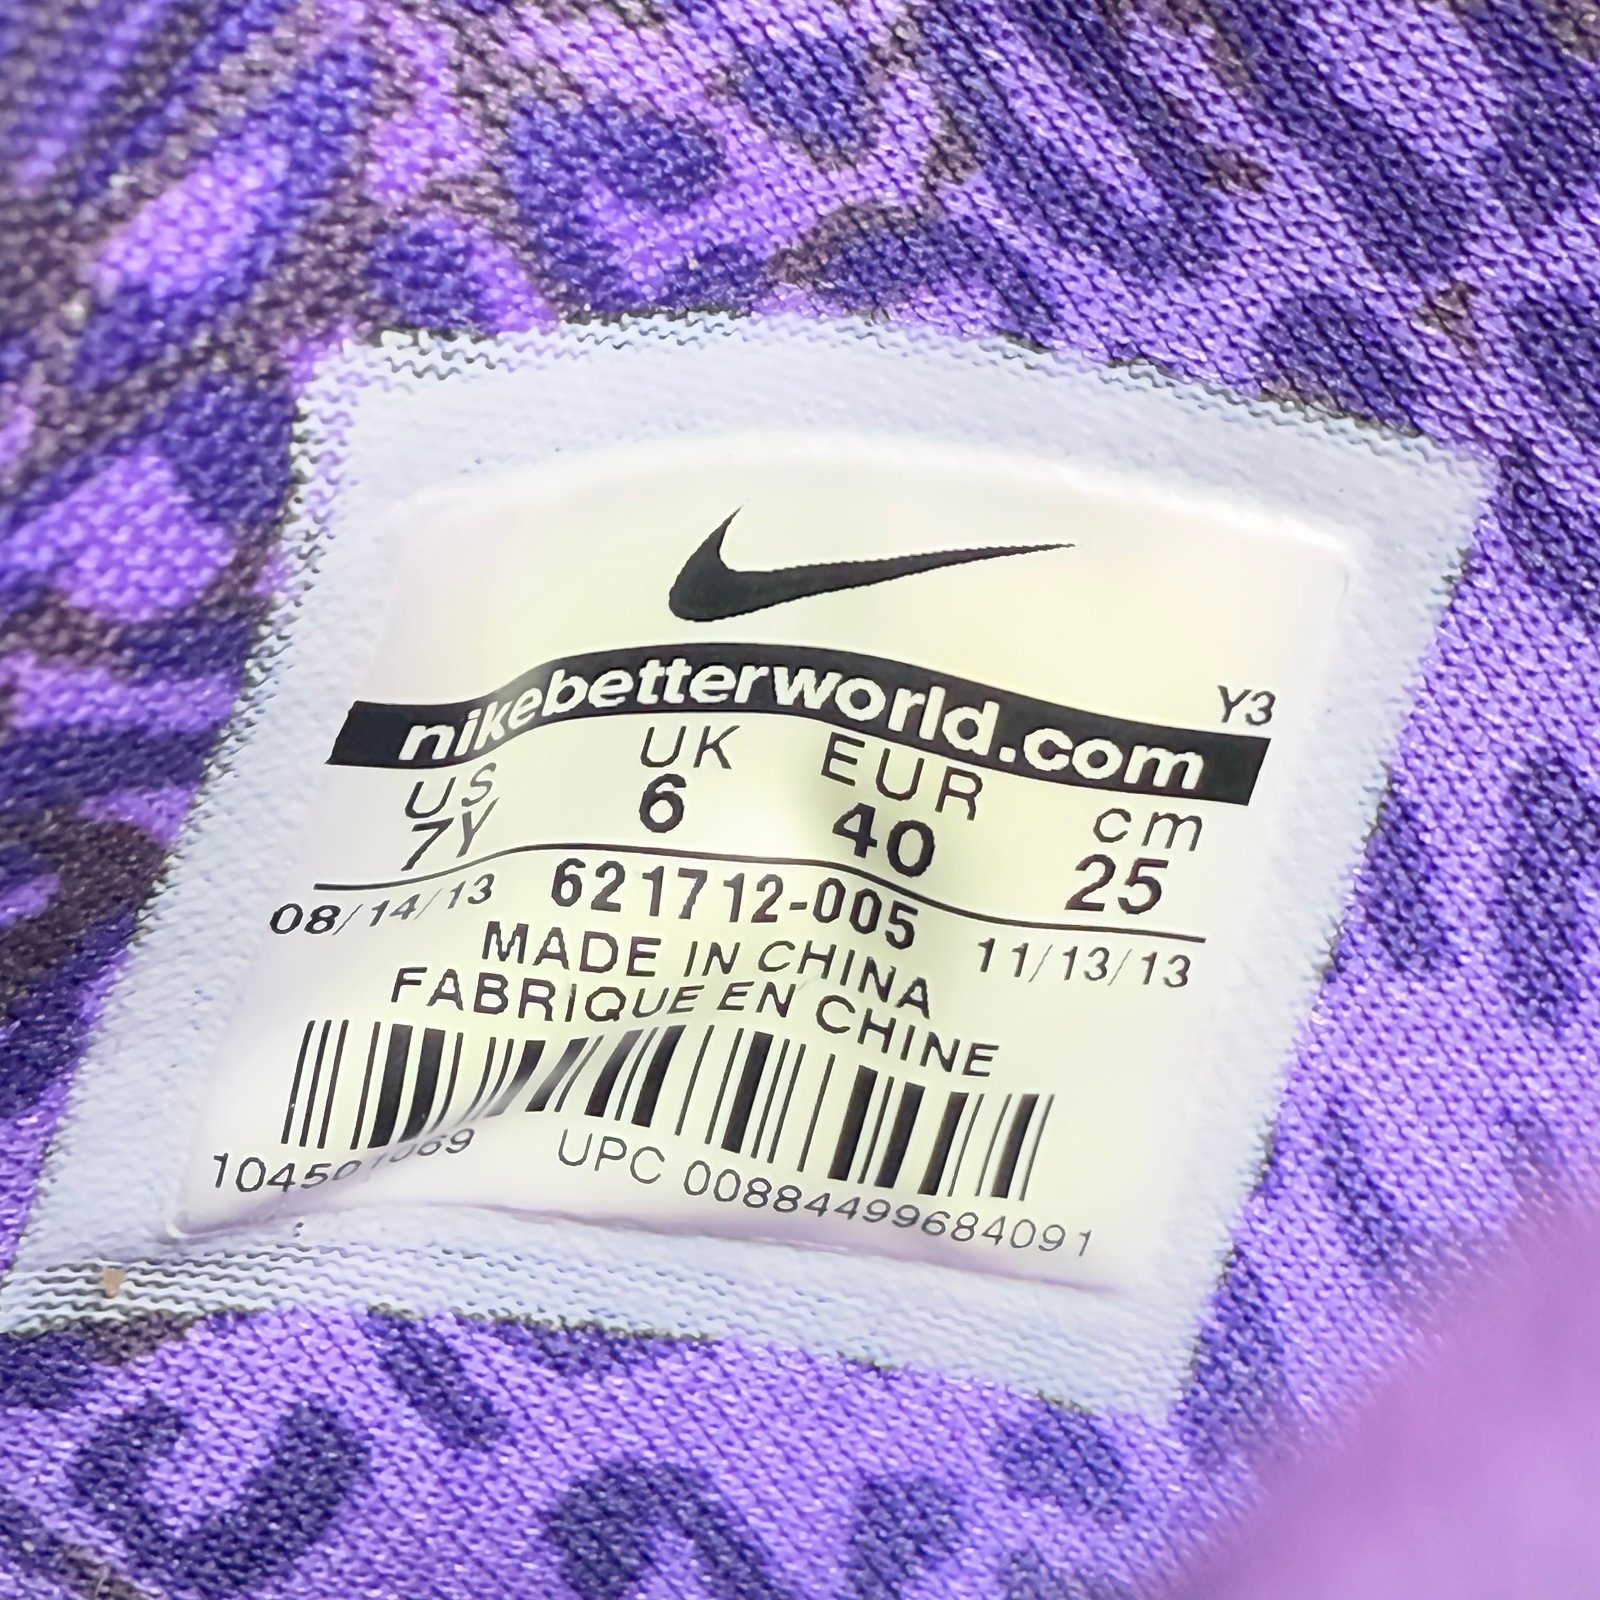 Y3
nikebetterworld.com
US UK EUR cm
7Y 6 40 25
08/14/13 621712-005 11/13/13
MADE IN CHINA
FABRIQUE EN CHINE
UPC 00884499684091